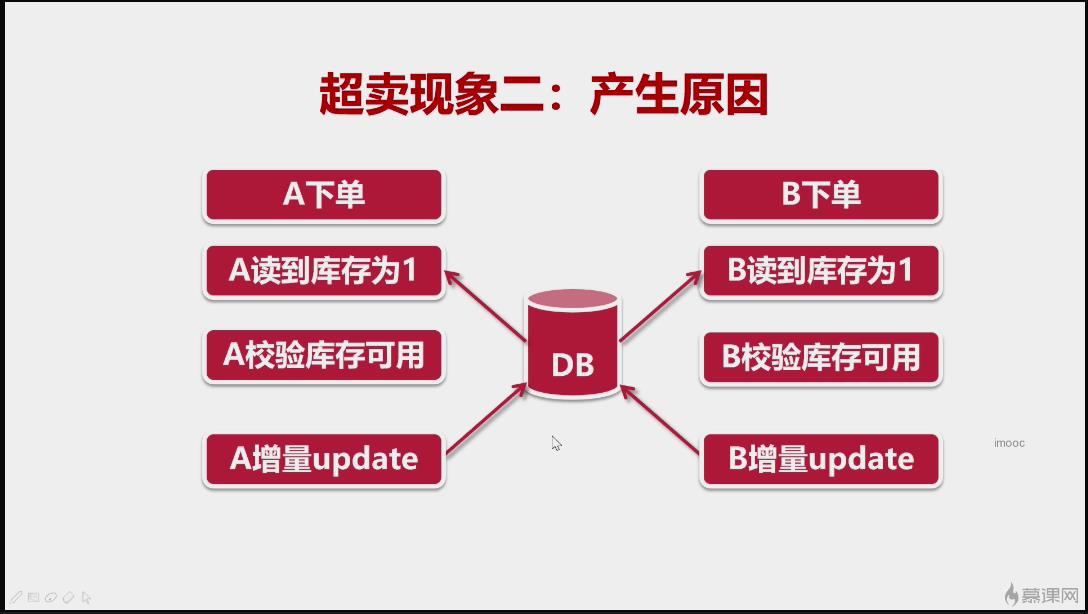 超卖现象二：产生原因
A下单
B下单
A读到库存为1
B读到库存为1
A校验库存可用
DB
B校验库存可用
A增量update
B增量update
imooc
慕课网